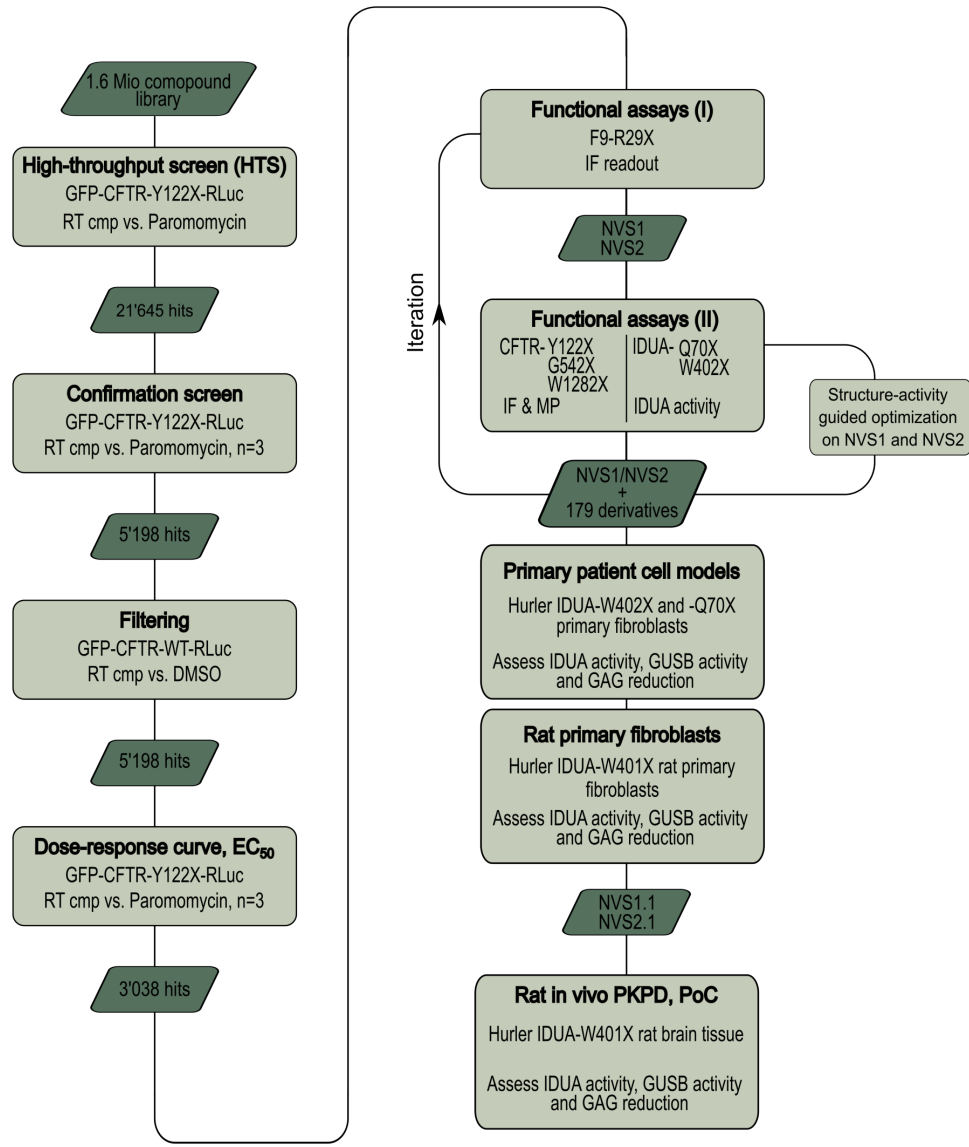 1.6 Mio comopound
library
High-throughput screen (HTS)
GFP-CFTR-Y122X-RLuc
RT cmp vs. Paromomycin
21'645 hits
Confirmation screen
GFP-CFTR-Y122X-RLuc
RT cmp vs. Paromomycin, n=3
5'198 hits
Filtering
GFP-CFTR-WT-RLuc
RT cmp vs. DMSO
5'198 hits
Dose-response curve, EC50
GFP-CFTR-Y122X-RLuc
RT cmp vs. Paromomycin, n=3
3'038 hits
Functional assays (I)
F9-R29X
IF readout
NVS1
NVS2
Iteration
Functional assays (II)
CFTR- Y122X
G542X
W1282X
IF & MP
IDUA- Q70X
W402X
IDUA activity
Structure-activity
guided optimization
on NVS1 and NVS2
NVS1/NVS2
+
179 derivatives
Primary patient cell models
Hurler IDUA-W402X and -Q70X
primary fibroblasts
Assess IDUA activity, GUSB activity
and GAG reduction
Rat primary fibroblasts
Hurler IDUA-W401X rat primary
fibroblasts
Assess IDUA activity, GUSB activity
and GAG reduction
NVS1.1
NVS2.1
Rat in vivo PKPD, PoC
Hurler IDUA-W401X rat brain tissue
Assess IDUA activity, GUSB activity
and GAG reduction